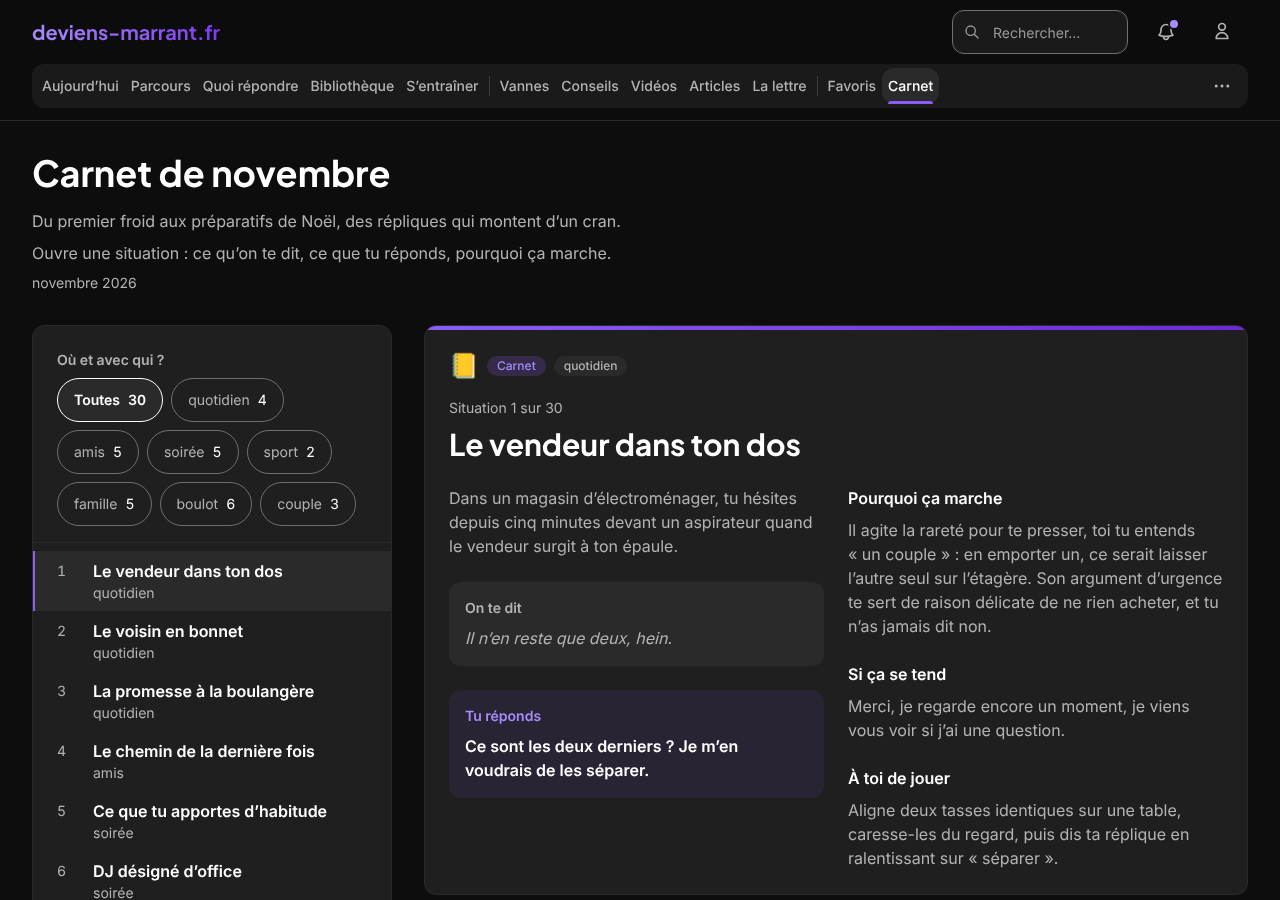 deviens-marrant.fr
Rechercher...
Aujourd’hui Parcours Quoi répondre Bibliothèque S’entraîner Vannes Conseils Vidéos Articles La lettre Favoris Carnet
Carnet de novembre
Du premier froid aux préparatifs de Noël, des répliques qui montent d’un cran.
Ouvre une situation : ce qu’on te dit, ce que tu réponds, pourquoi ça marche.
novembre 2026
Où et avec qui ?
Toutes 30 quotidien 4
amis 5 soirée 5 sport 2
famille 5 boulot 6 couple 3
1 Le vendeur dans ton dos
quotidien
2 Le voisin en bonnet
quotidien
3 La promesse à la boulangère
quotidien
4 Le chemin de la dernière fois
amis
5 Ce que tu apportes d’habitude
soirée
6 DJ désigné d’office
soirée
Carnet quotidien
Situation 1 sur 30
Le vendeur dans ton dos
Dans un magasin d’électroménager, tu hésites
depuis cinq minutes devant un aspirateur quand
le vendeur surgit à ton épaule.
On te dit
Il n’en reste que deux, hein.
Tu réponds
Ce sont les deux derniers ? Je m’en
voudrais de les séparer.
Pourquoi ça marche
Il agite la rareté pour te presser, toi tu entends
« un couple » : en emporter un, ce serait laisser
l’autre seul sur l’étagère. Son argument d’urgence
te sert de raison délicate de ne rien acheter, et tu
n’as jamais dit non.
Si ça se tend
Merci, je regarde encore un moment, je viens
vous voir si j’ai une question.
À toi de jouer
Aligne deux tasses identiques sur une table,
caresse-les du regard, puis dis ta réplique en
ralentissant sur « séparer ».